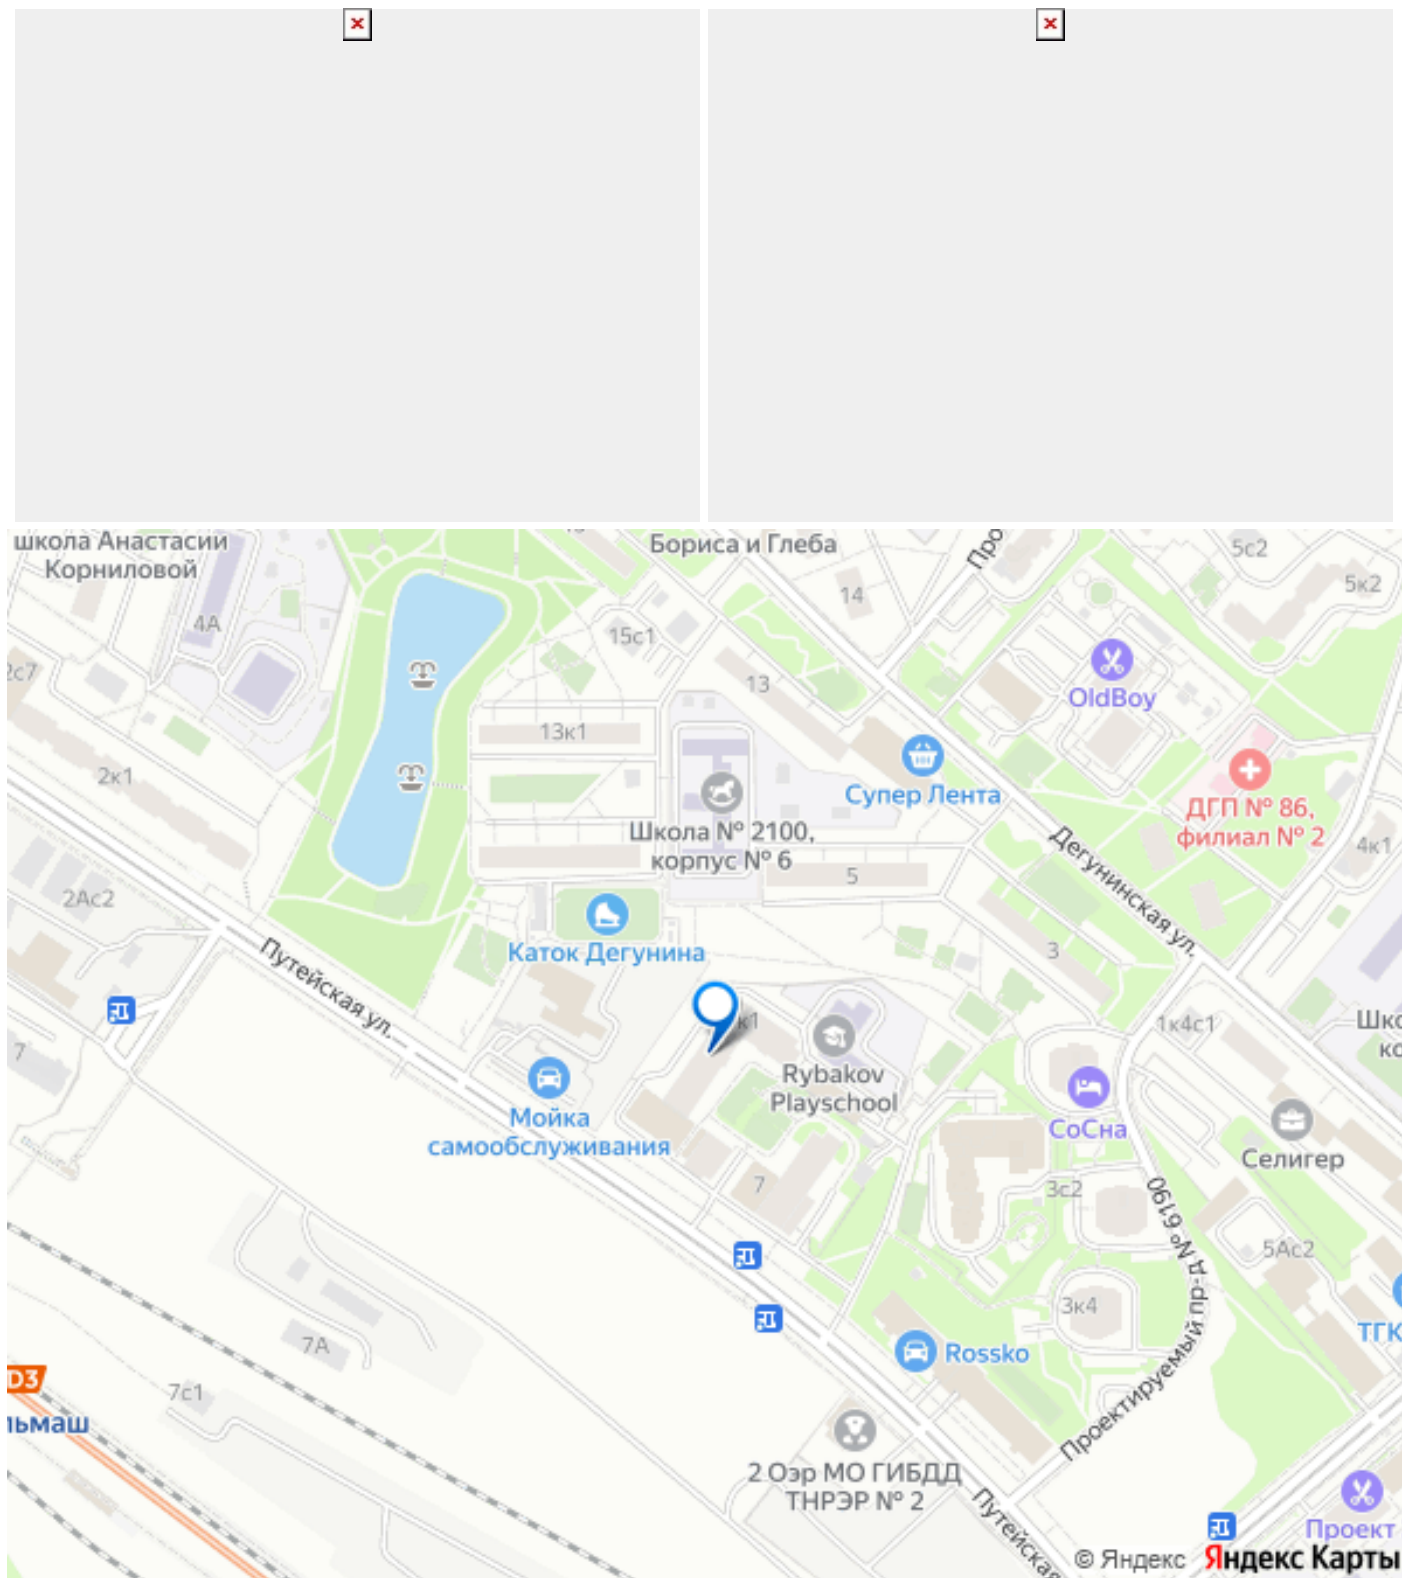 школа Анастасии
Корниловой
Бориса и Глеба
5с2
5к2
14
4А
15с1
2с7
13
OldBoy
13к1
2к1
Супер Лента
ДГП № 86,
филиал № 2
Школа № 2100,
корпус № 6
4к1
5
2Ас2
Дегунинская ул.
Каток Дегунина
3
Путейская ул.
к1
1к4с1
7
Rybakov
Playschool
Мойка
самообслуживания
СоСна
Селигер
7
3с2
Проектируемый пр-д № 6190
5Ас2
3к4
7А
ТГК
Rossko
D3
7с1
льмаш
2 Оэр МО ГИБДД
ТНРЭР № 2
Путейская
Проект
© Яндекс Яндекс Карты